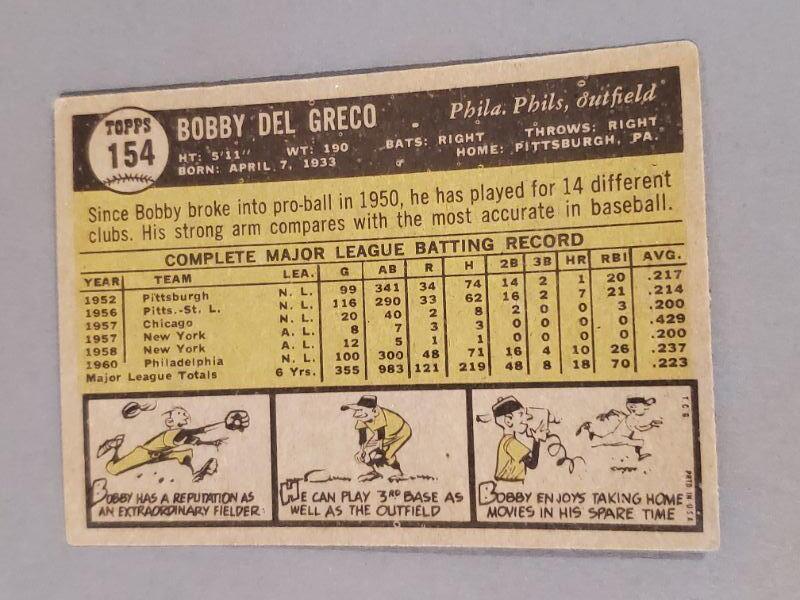 TOPPS
154
BOBBY DEL GRECO
Phila. Phils, outfield
HT: 5'11" WT: 190 BATS: RIGHT THROWS: RIGHT
BORN: APRIL 7, 1933 HOME: PITTSBURGH, PA.
Since Bobby broke into pro-ball in 1950, he has played for 14 different
clubs. His strong arm compares with the most accurate in baseball.
COMPLETE MAJOR LEAGUE BATTING RECORD
YEAR TEAM LEA. G AB R H 2B 3B HR RBI AVG.
1952 Pittsburgh N. L. 99 341 34 74 14 2 1 20 .217
1956 Pitts.-St. L. N. L. 116 290 33 62 16 2 7 21 .214
1957 Chicago N. L. 20 40 2 8 2 0 0 3 .200
1957 New York A. L. 8 7 3 3 0 0 0 0 .429
1958 New York A. L. 12 5 1 1 0 0 0 0 .200
1960 Philadelphia N. L. 100 300 48 71 16 4 10 26 .237
Major League Totals 6 Yrs. 355 983 121 219 48 8 18 70 .223
BOBBY HAS A REPUTATION AS
AN EXTRAORDINARY FIELDER.
HE CAN PLAY 3RD BASE AS
WELL AS THE OUTFIELD
BOBBY ENJOYS TAKING HOME
MOVIES IN HIS SPARE TIME
T.C.G. PRTD. IN U.S.A.